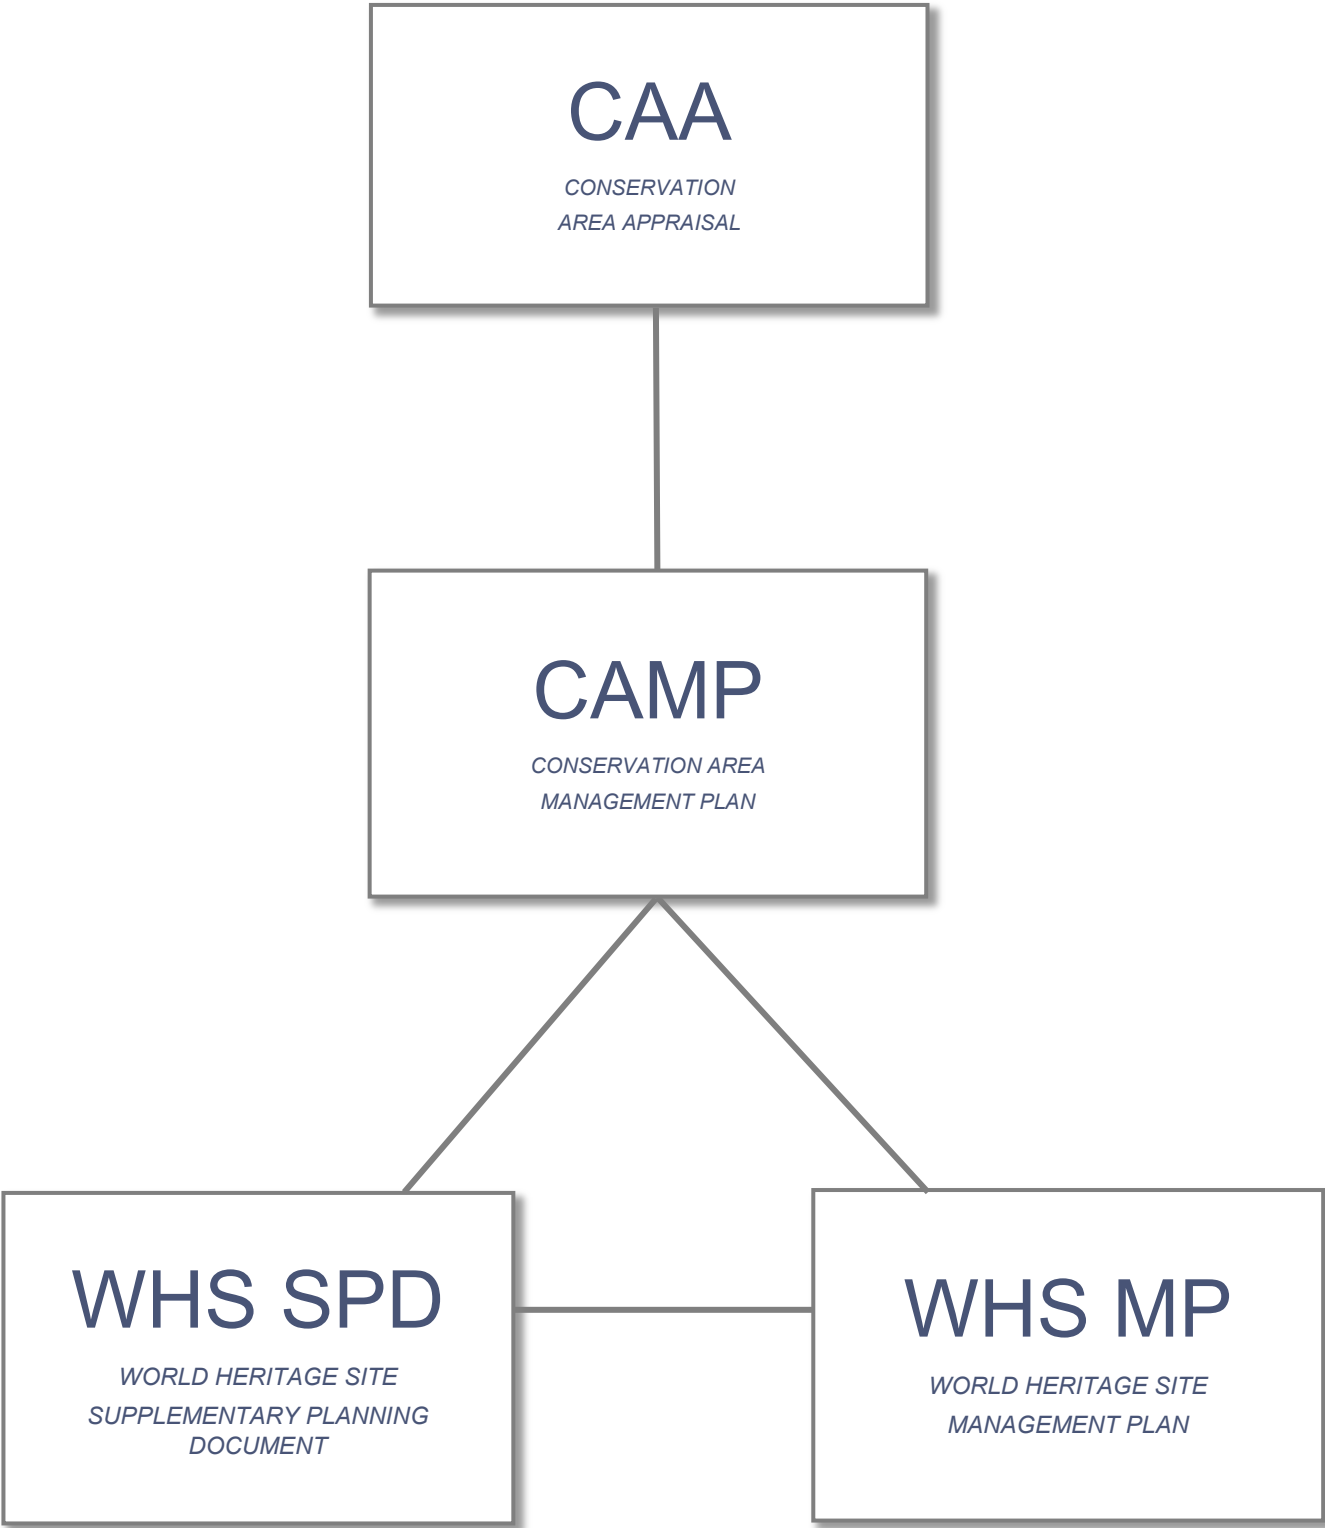 CAA
CONSERVATION
AREA APPRAISAL
CAMP
CONSERVATION AREA
MANAGEMENT PLAN
WHS SPD
WORLD HERITAGE SITE
SUPPLEMENTARY PLANNING
DOCUMENT
WHS MP
WORLD HERITAGE SITE
MANAGEMENT PLAN